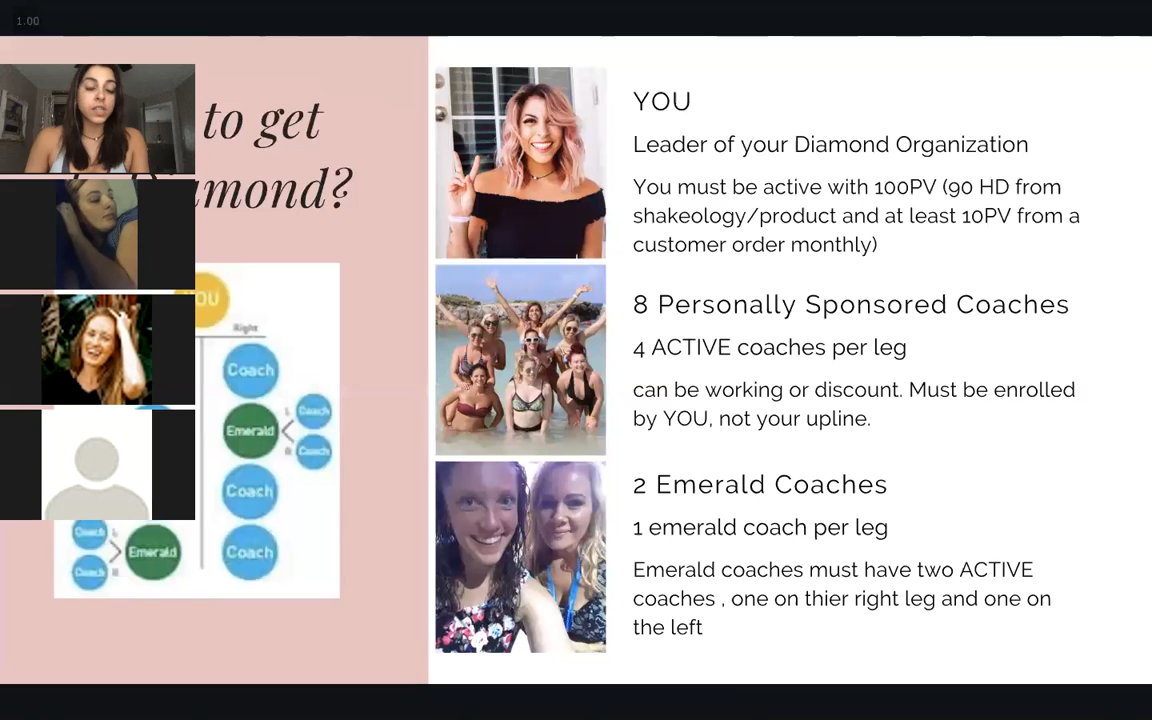 1.00
to get
mond?
YOU
Right
Coach
Emerald
Coach
Coach
Coach
Coach
Coach
Emerald
Coach
YOU
Leader of your Diamond Organization
You must be active with 100PV (90 HD from
shakeology/product and at least 10PV from a
customer order monthly)
8 Personally Sponsored Coaches
4 ACTIVE coaches per leg
can be working or discount. Must be enrolled
by YOU, not your upline.
2 Emerald Coaches
1 emerald coach per leg
Emerald coaches must have two ACTIVE
coaches , one on thier right leg and one on
the left